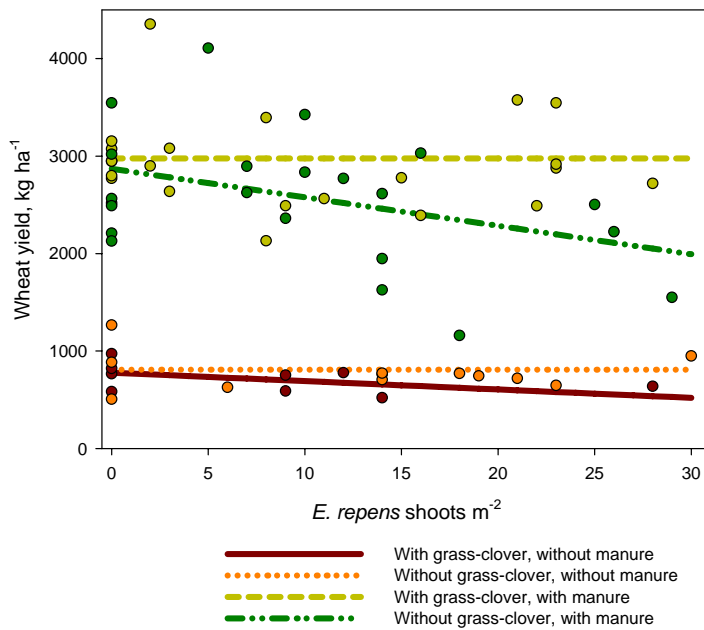 4000
3000
2000
1000
0
Wheat yield, kg ha-1
0 5 10 15 20 25 30
E. repens shoots m-2
With grass-clover, without manure
Without grass-clover, without manure
With grass-clover, with manure
Without grass-clover, with manure